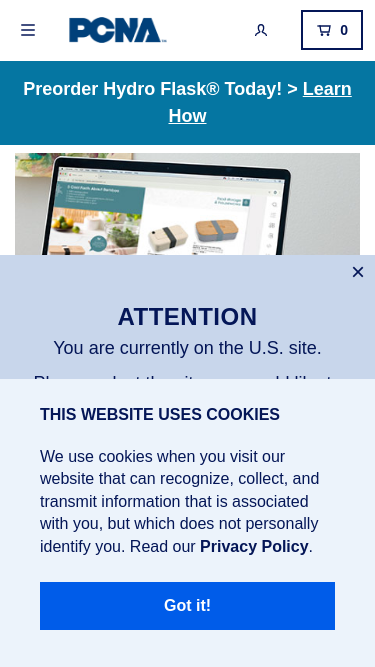 PCNA
0
Preorder Hydro Flask® Today! > Learn
How
ATTENTION
You are currently on the U.S. site.
THIS WEBSITE USES COOKIES
We use cookies when you visit our
website that can recognize, collect, and
transmit information that is associated
with you, but which does not personally
identify you. Read our Privacy Policy.
Got it!